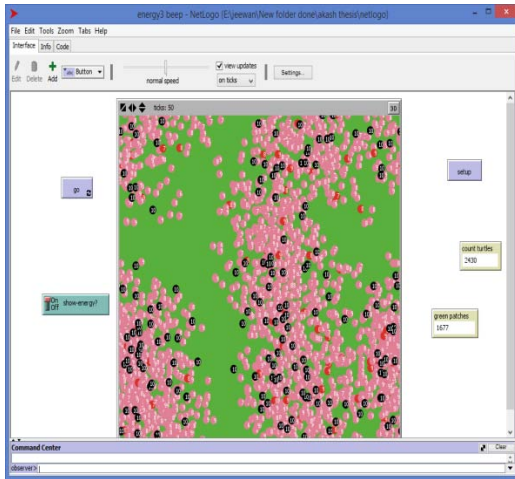 energy3 beep - NetLogo {E:\jeewan\New folder done\akash thesis\netlogo}
File Edit Tools Zoom Tabs Help
Interface Info Code
Edit Delete Add Button normal speed view updates on ticks Settings...
ticks: 50 3D
go
setup
count turtles
2430
On
Off show-energy?
green patches
1677
Command Center Clear
observer>